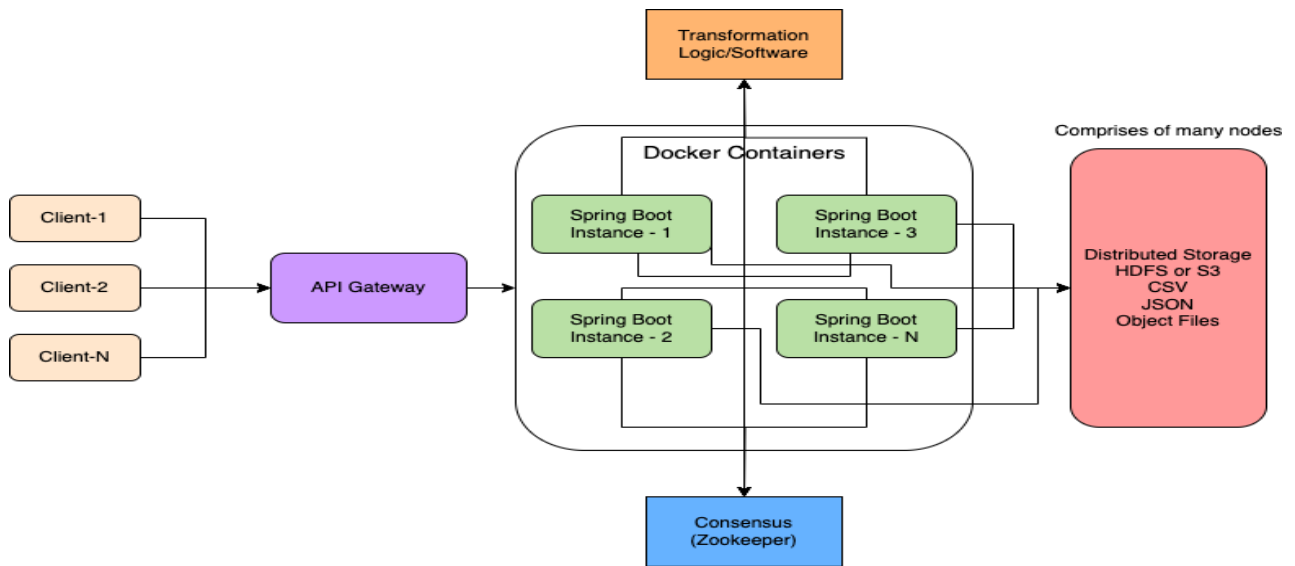 Transformation
Logic/Software
Comprises of many nodes
Docker Containers
Client-1
Client-2
Client-N
API Gateway
Spring Boot
Instance - 1
Spring Boot
Instance - 3
Spring Boot
Instance - 2
Spring Boot
Instance - N
Distributed Storage
HDFS or S3
CSV
JSON
Object Files
Consensus
(Zookeeper)